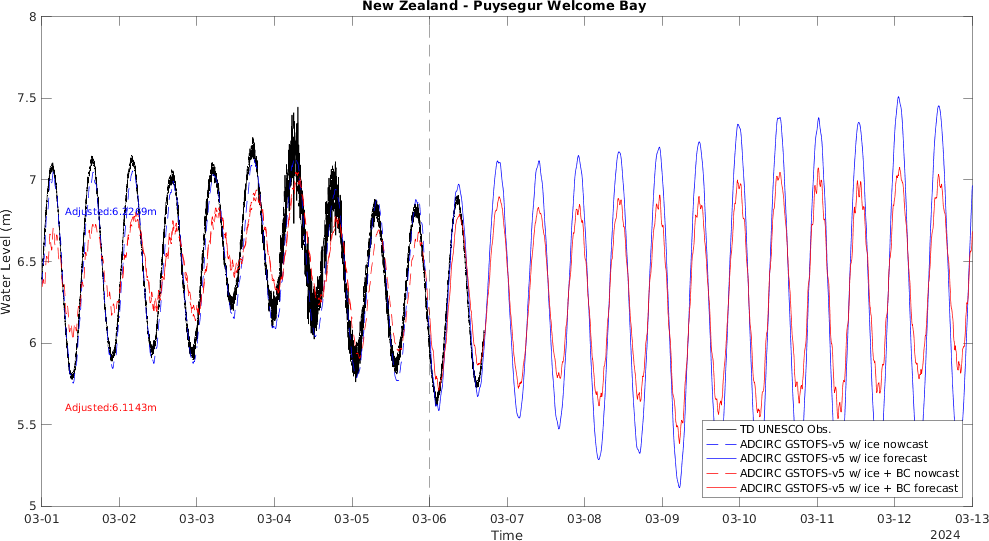 New Zealand - Puysegur Welcome Bay
8
7.5
7
6.5
6
5.5
5
Water Level (m)
Adjusted:6.2269m
Adjusted:6.1143m
TD UNESCO Obs.
ADCIRC GSTOFS-v5 w/ ice nowcast
ADCIRC GSTOFS-v5 w/ ice forecast
ADCIRC GSTOFS-v5 w/ ice + BC nowcast
ADCIRC GSTOFS-v5 w/ ice + BC forecast
03-01 03-02 03-03 03-04 03-05 03-06 03-07 03-08 03-09 03-10 03-11 03-12 03-13
Time
2024